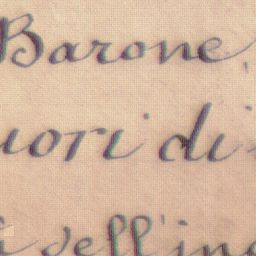 Barone,
uori di
dell'in